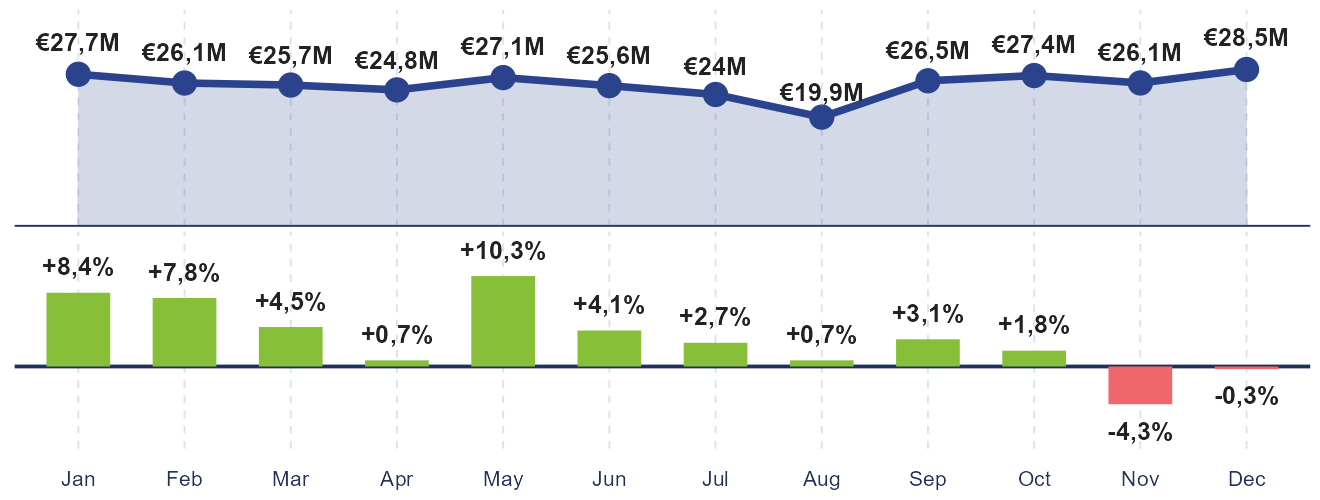 €27,7M €26,1M €25,7M €24,8M €27,1M €25,6M €24M €19,9M €26,5M €27,4M €26,1M €28,5M
+8,4% +7,8% +4,5% +0,7% +10,3% +4,1% +2,7% +0,7% +3,1% +1,8% -4,3% -0,3%
Jan Feb Mar Apr May Jun Jul Aug Sep Oct Nov Dec